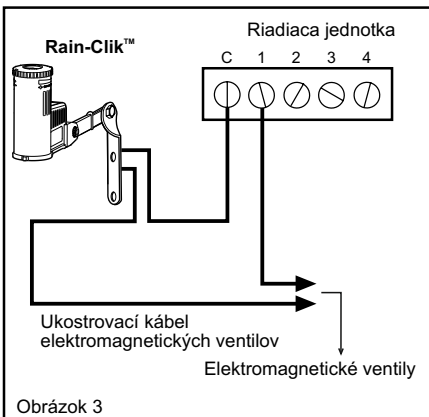 Rain-Clik™
Riadiaca jednotka
C 1 2 3 4
Ukostrovací kábel
elektromagnetických ventilov
Elektromagnetické ventily
Obrázok 3